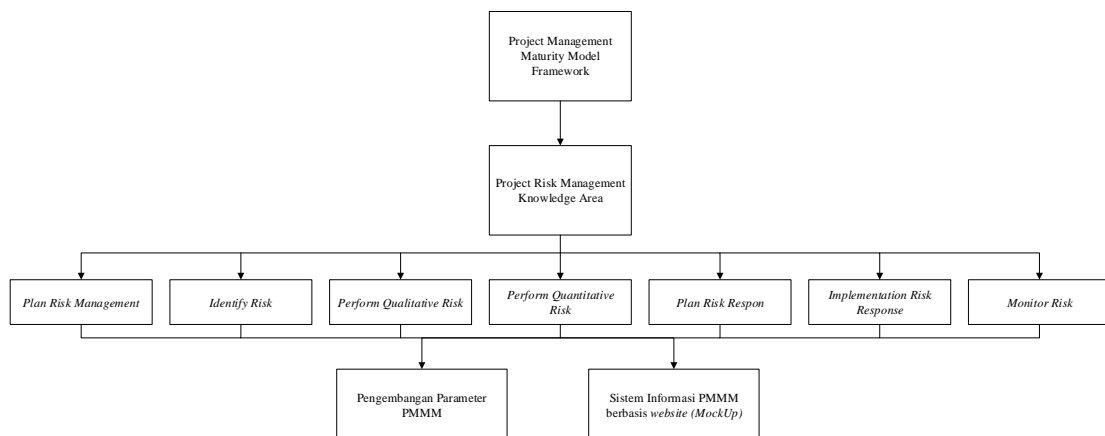 Project Management
Maturity Model
Framework
Project Risk Management
Knowledge Area
Plan Risk Management
Identify Risk
Perform Qualitative Risk
Perform Quantitative
Risk
Plan Risk Respon
Implementation Risk
Response
Monitor Risk
Pengembangan Parameter
PMMM
Sistem Informasi PMMM
berbasis website (MockUp)